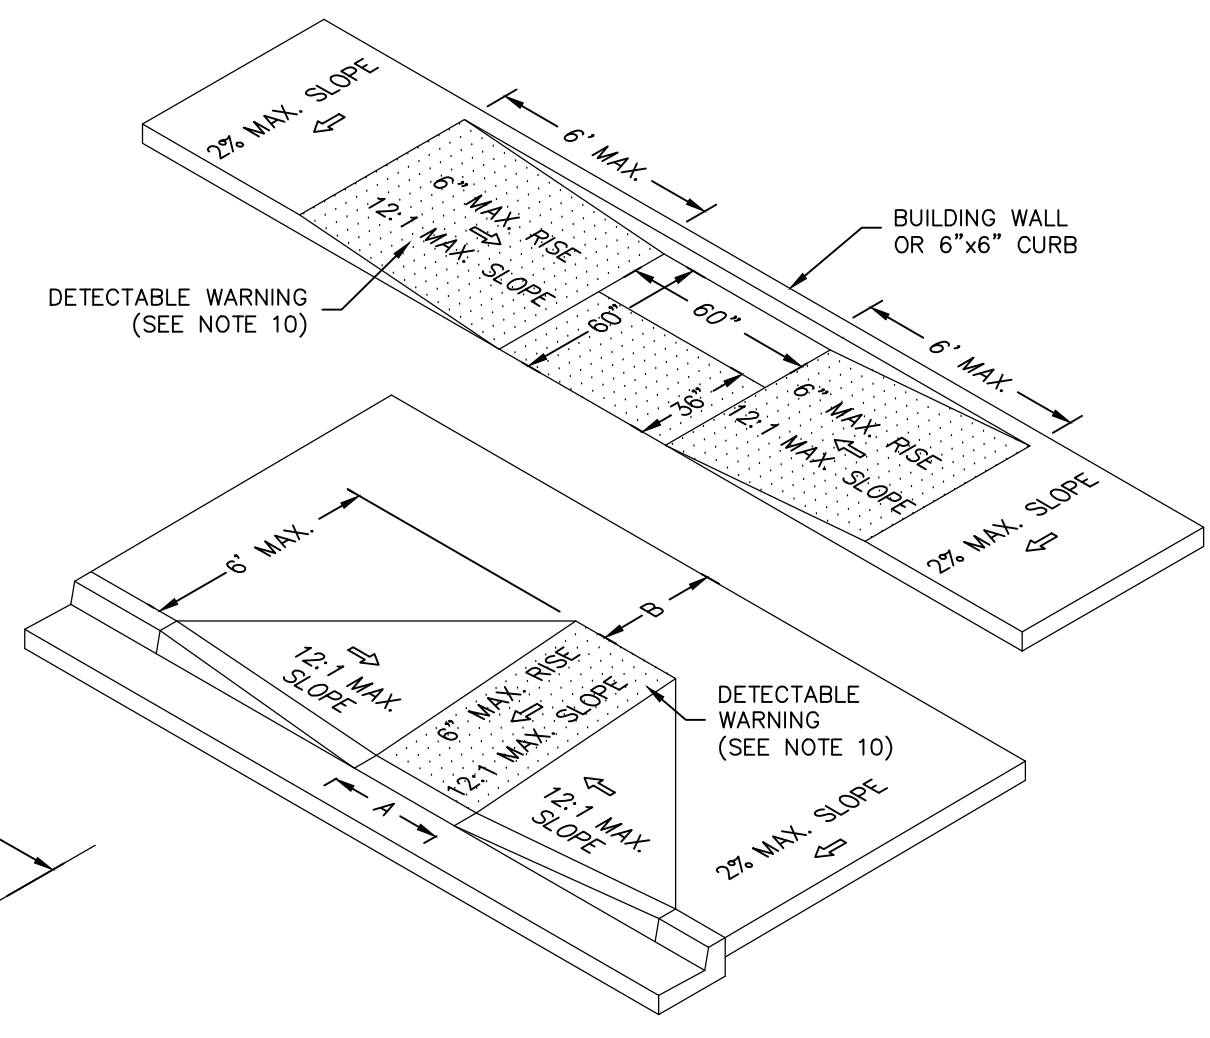 2% MAX. SLOPE
6' MAX.
6" MAX. RISE
12:1 MAX. SLOPE
BUILDING WALL
OR 6"x6" CURB
DETECTABLE WARNING
(SEE NOTE 10)
60"
60"
6' MAX.
36"
6" MAX. RISE
12:1 MAX. SLOPE
2% MAX. SLOPE
6' MAX.
B
12:1 MAX.
SLOPE
6" MAX. RISE
12:1 MAX. SLOPE
DETECTABLE
WARNING
(SEE NOTE 10)
A
12:1 MAX.
SLOPE
2% MAX. SLOPE